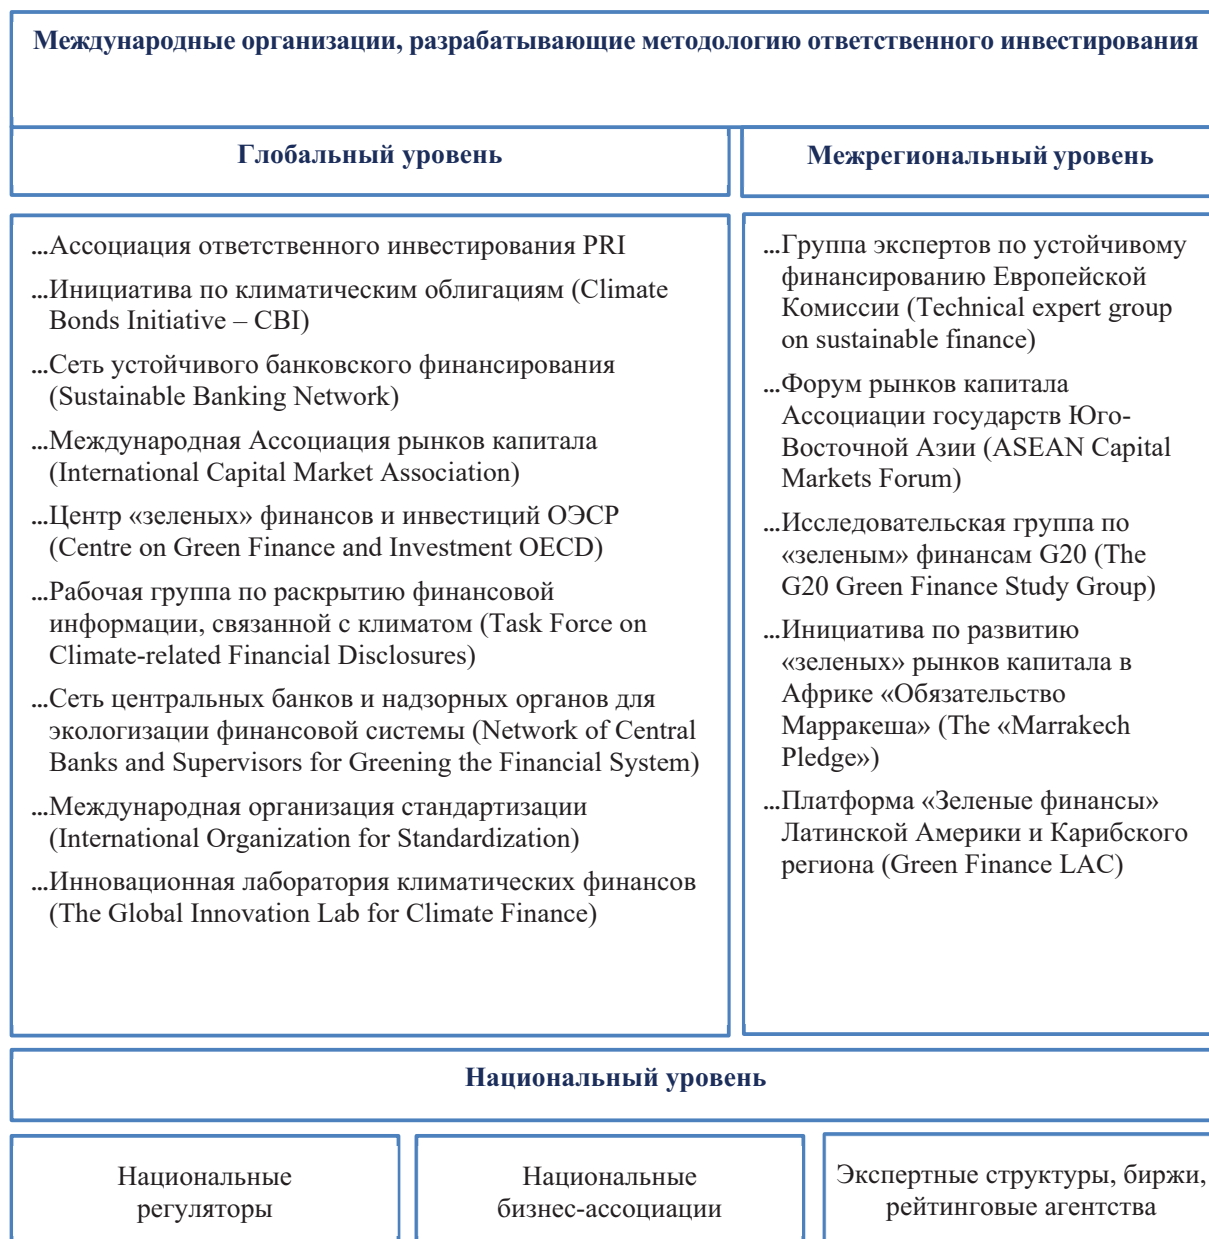 Международные организации, разрабатывающие методологию ответственного инвестирования
Глобальный уровень
Межрегиональный уровень
...Ассоциация ответственного инвестирования PRI
...Инициатива по климатическим облигациям (Climate
Bonds Initiative – CBI)
...Сеть устойчивого банковского финансирования
(Sustainable Banking Network)
...Международная Ассоциация рынков капитала
(International Capital Market Association)
...Центр «зеленых» финансов и инвестиций ОЭСР
(Centre on Green Finance and Investment OECD)
...Рабочая группа по раскрытию финансовой
информации, связанной с климатом (Task Force on
Climate-related Financial Disclosures)
...Сеть центральных банков и надзорных органов для
экологизации финансовой системы (Network of Central
Banks and Supervisors for Greening the Financial System)
...Международная организация стандартизации
(International Organization for Standardization)
...Инновационная лаборатория климатических финансов
(The Global Innovation Lab for Climate Finance)
...Группа экспертов по устойчивому
финансированию Европейской
Комиссии (Technical expert group
on sustainable finance)
...Форум рынков капитала
Ассоциации государств Юго-
Восточной Азии (ASEAN Capital
Markets Forum)
...Исследовательская группа по
«зеленым» финансам G20 (The
G20 Green Finance Study Group)
...Инициатива по развитию
«зеленых» рынков капитала в
Африке «Обязательство
Марракеша» (The «Marrakech
Pledge»)
...Платформа «Зеленые финансы»
Латинской Америки и Карибского
региона (Green Finance LAC)
Национальный уровень
Национальные
регуляторы
Национальные
бизнес-ассоциации
Экспертные структуры, биржи,
рейтинговые агентства